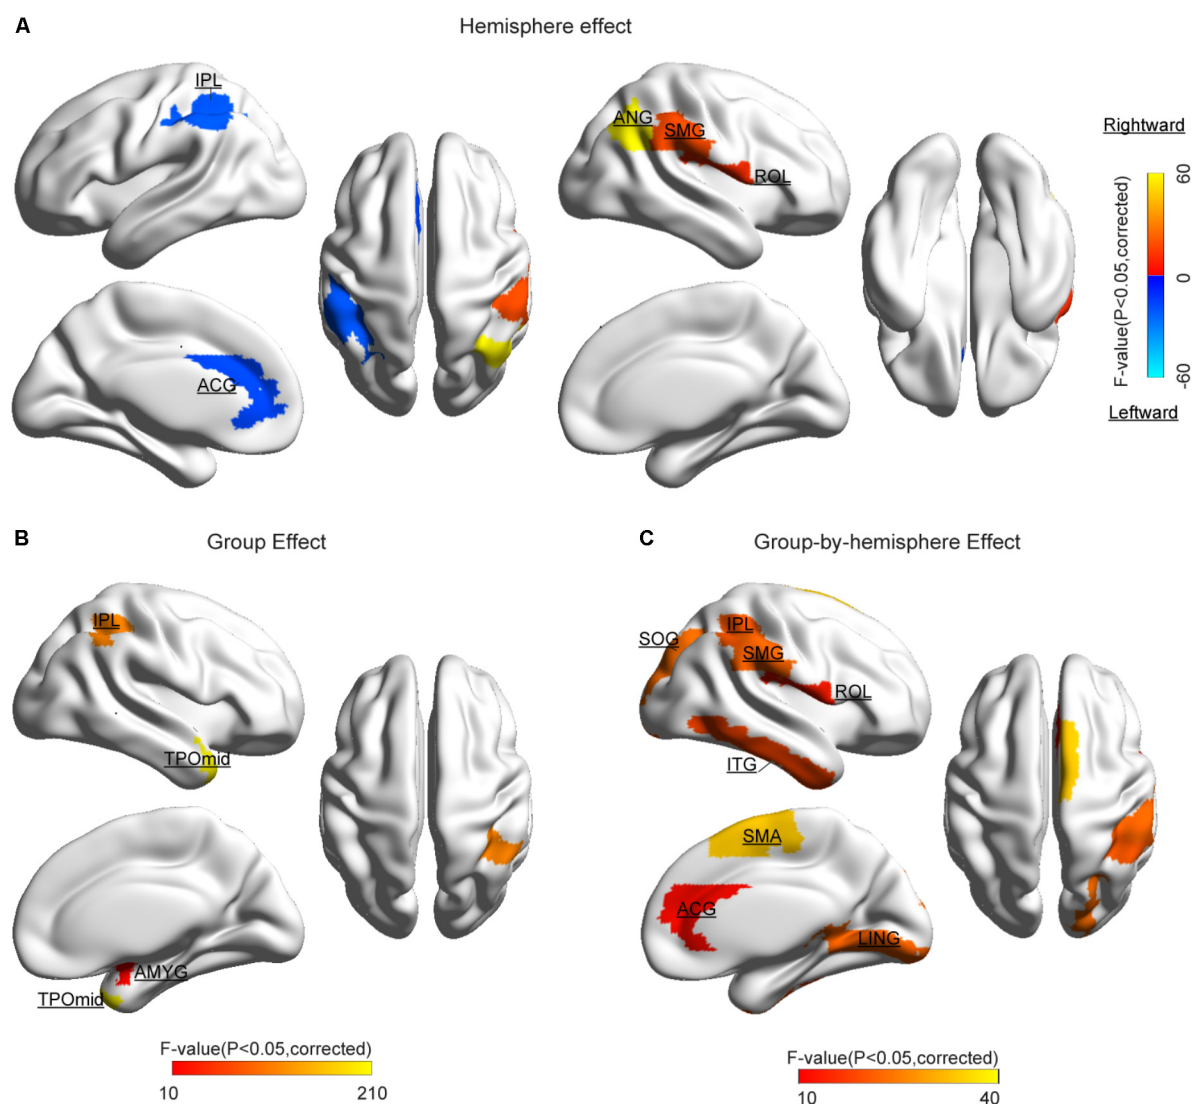 A
Hemisphere effect
IPL
ACG
ANG
SMG
ROL
Rightward
F-value(P<0.05,corrected)
60
0
-60
Leftward
B
Group Effect
IPL
TPOmid
AMYG
TPOmid
F-value(P<0.05,corrected)
10 210
C
Group-by-hemisphere Effect
SOG
IPL
SMG
ROL
ITG
SMA
ACG
LING
F-value(P<0.05,corrected)
10 40